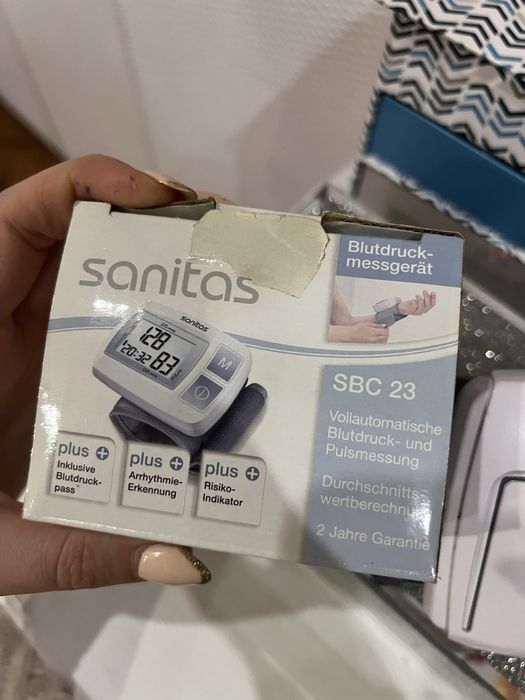 sanitas
Blutdruck-
messgerät
SBC 23
Vollautomatische
Blutdruck- und
Pulsmessung
Durchschnitts-
wertberechnung
2 Jahre Garantie
sanitas
128
20:32 83
M
plus +
Inklusive
Blutdruck-
pass
plus +
Arrhythmie-
Erkennung
plus +
Risiko-
Indikator